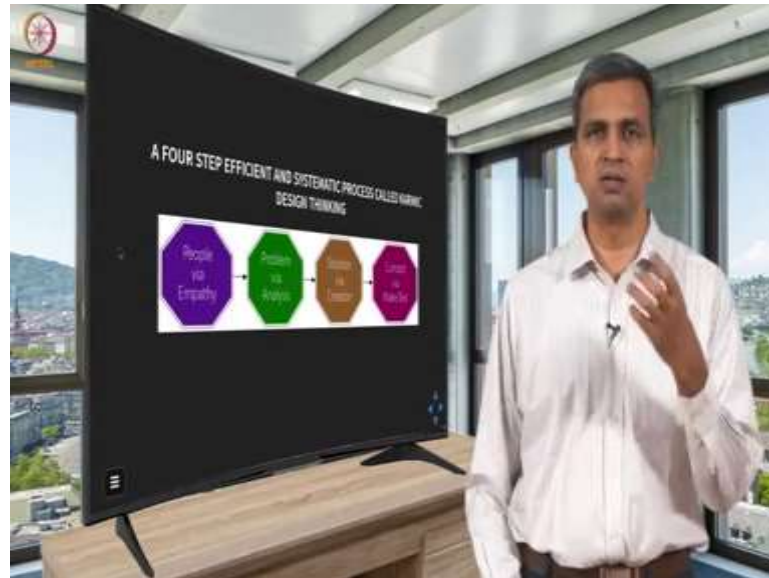 A FOUR STEP EFFICIENT AND SYSTEMATIC PROCESS CALLED KARMIC
DESIGN THINKING
People
via
Empathy
Problem
via
Analysis
Solution
via
Creation
via